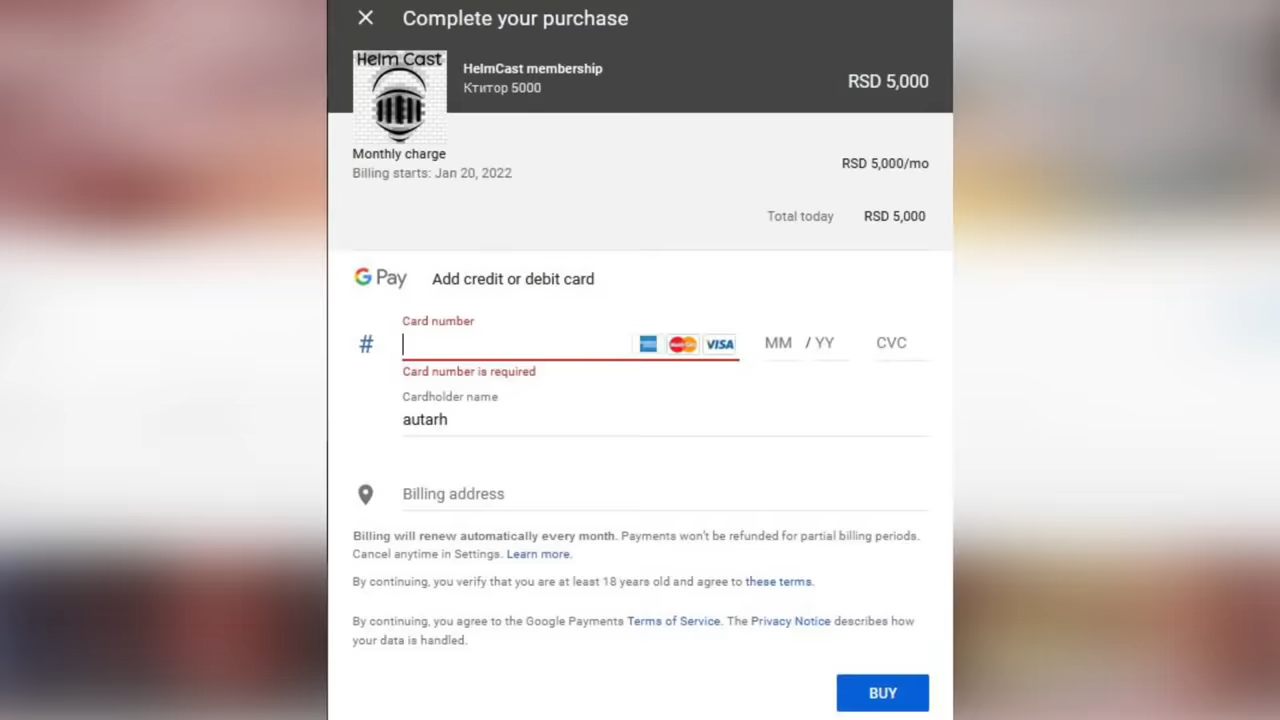 Complete your purchase
Helm Cast
HelmCast membership
Ктитор 5000
RSD 5,000
Monthly charge
Billing starts: Jan 20, 2022
RSD 5,000/mo
Total today RSD 5,000
G Pay Add credit or debit card
Card number
# VISA MM / YY CVC
Card number is required
Cardholder name
autarh
Billing address
Billing will renew automatically every month. Payments won't be refunded for partial billing periods.
Cancel anytime in Settings. Learn more.
By continuing, you verify that you are at least 18 years old and agree to these terms.
By continuing, you agree to the Google Payments Terms of Service. The Privacy Notice describes how
your data is handled.
BUY